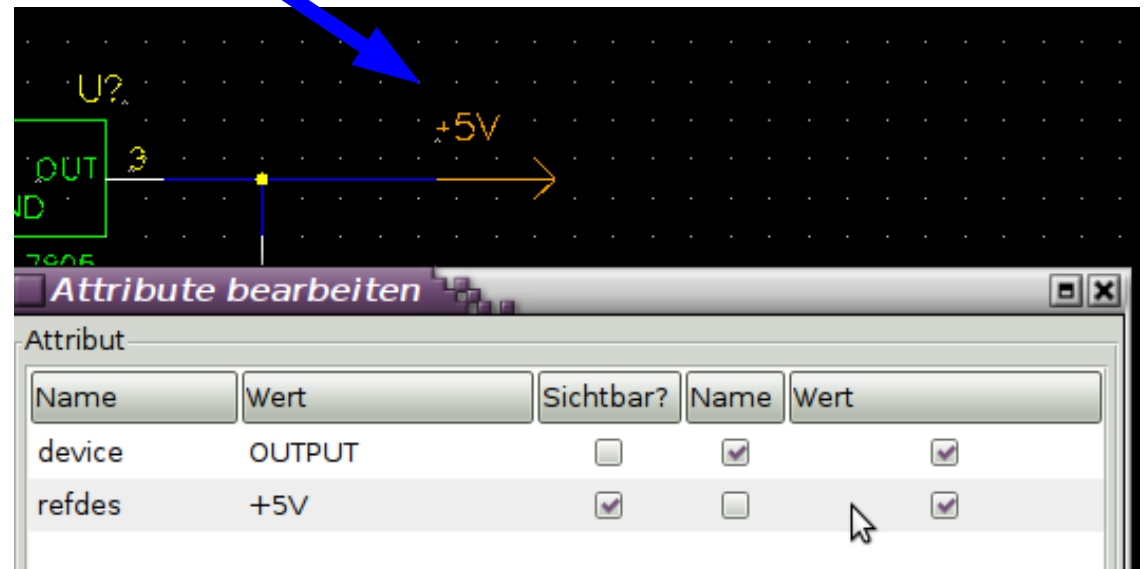 U?
+5V
OUT 3
ND
7805
Attribute bearbeiten
Attribut
Name Wert Sichtbar? Name Wert
device OUTPUT
refdes +5V